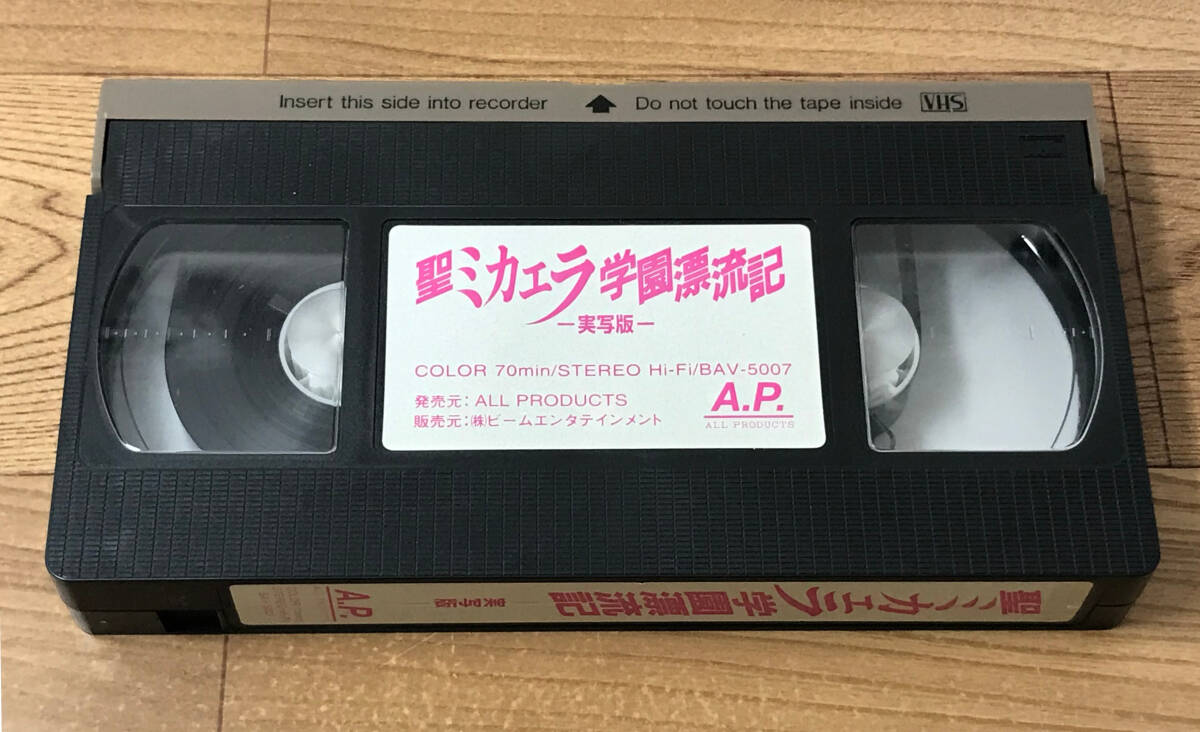 Insert this side into recorder ▲ Do not touch the tape inside VHS
聖ミカエラ学園漂流記
—実写版—
COLOR 70min/STEREO Hi-Fi/BAV-5007
発売元: ALL PRODUCTS
販売元: ㈱ビームエンタテインメント
A.P.
ALL PRODUCTS
聖ミカエラ学園漂流記
—実写版—
A.P.